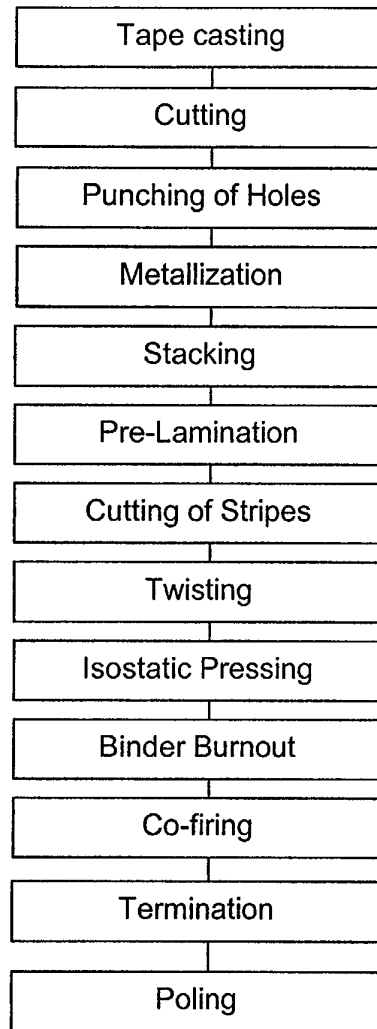 Tape casting
Cutting
Punching of Holes
Metallization
Stacking
Pre-Lamination
Cutting of Stripes
Twisting
Isostatic Pressing
Binder Burnout
Co-firing
Termination
Poling